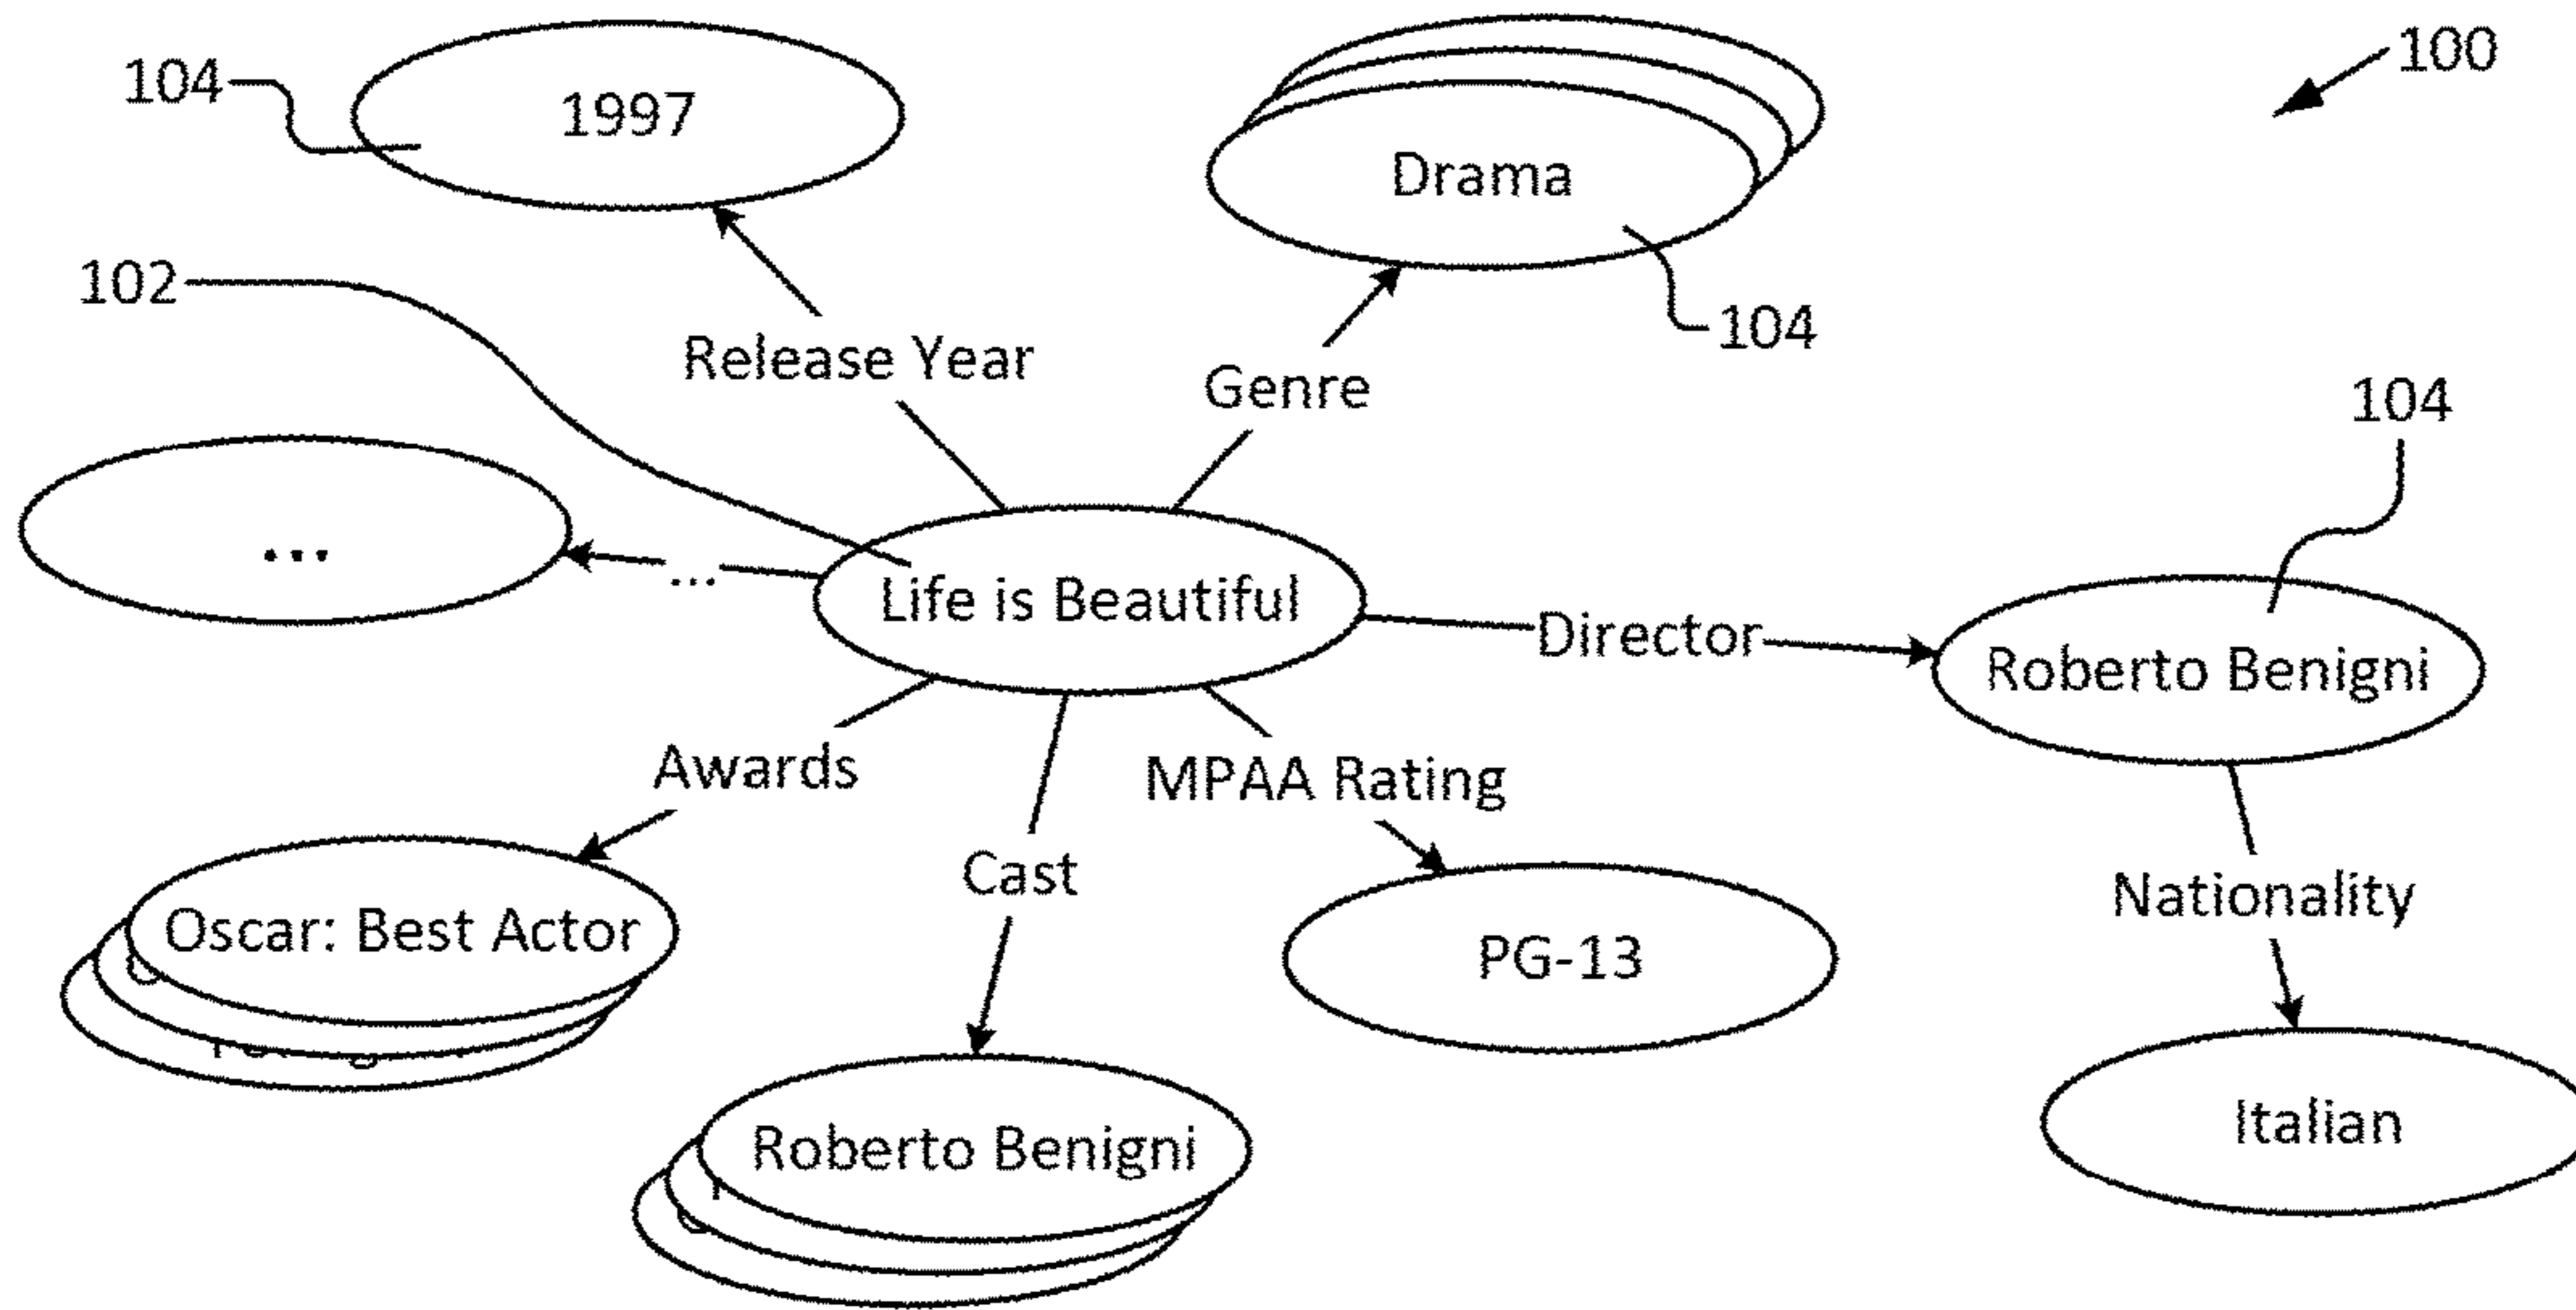 104
1997
Drama
100
102
104
Release Year
Genre
104
...
...
Life is Beautiful
Director
Roberto Benigni
Awards
MPAA Rating
Cast
Nationality
Oscar: Best Actor
PG-13
Roberto Benigni
Italian